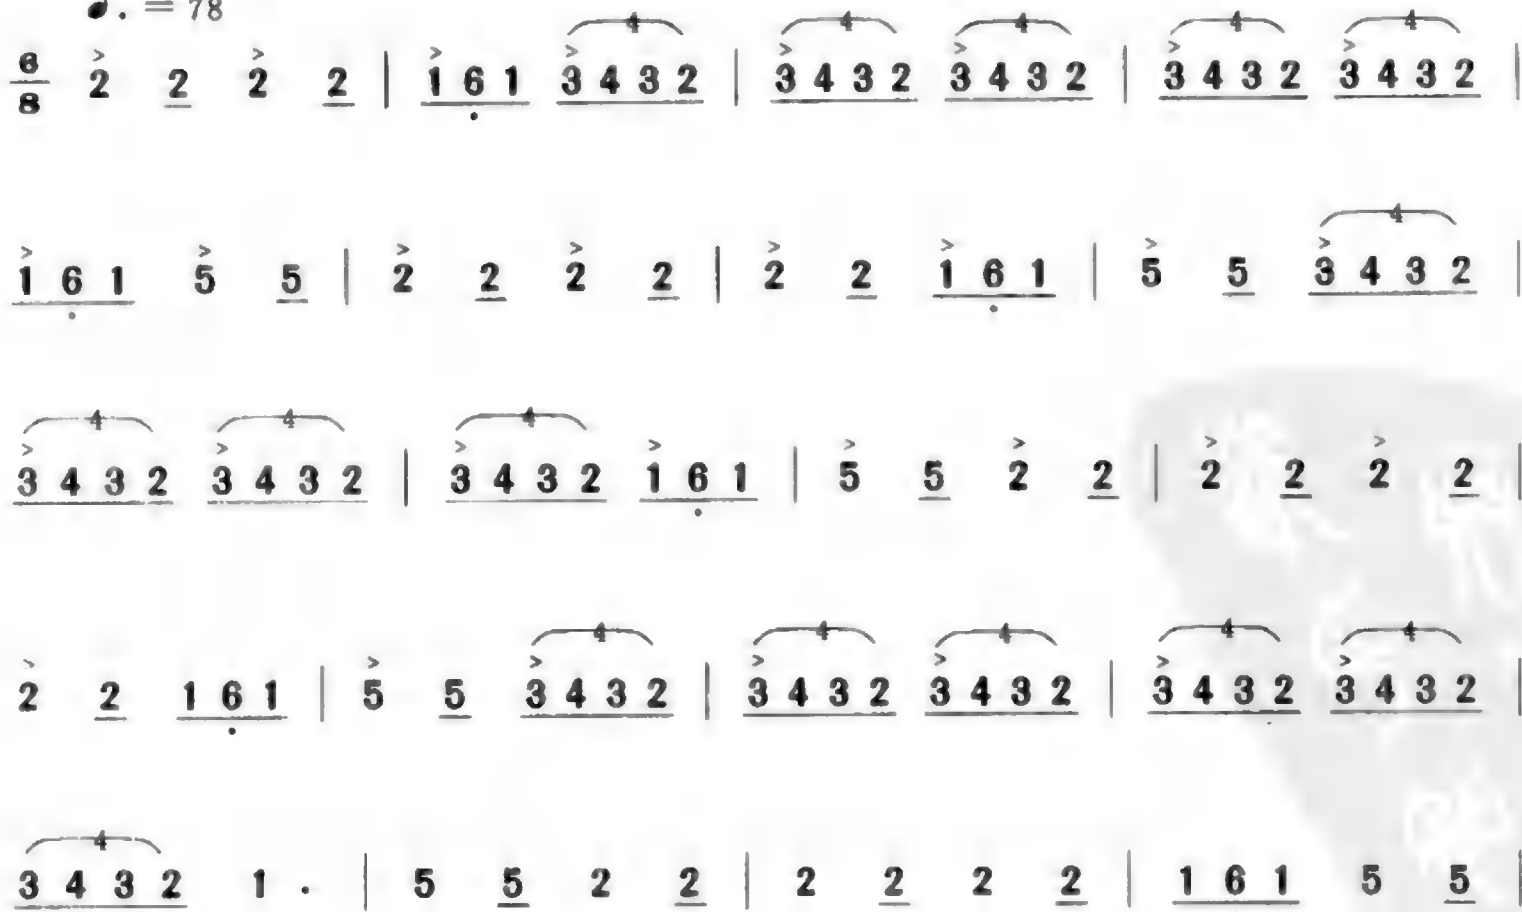 ♩. = 78
6/8 2 2 2 2 | 1 6̣ 1 3 4 3 2 | 3 4 3 2 3 4 3 2 | 3 4 3 2 3 4 3 2 |
1 6̣ 1 5 5 | 2 2 2 2 | 2 2 1 6̣ 1 | 5 5 3 4 3 2 |
3 4 3 2 3 4 3 2 | 3 4 3 2 1 6̣ 1 | 5 5 2 2 | 2 2 2 2 |
2 2 1 6̣ 1 | 5 5 3 4 3 2 | 3 4 3 2 3 4 3 2 | 3 4 3 2 3 4 3 2 |
3 4 3 2 1 . | 5 5 2 2 | 2 2 2 2 | 1 6 1 5 5 |